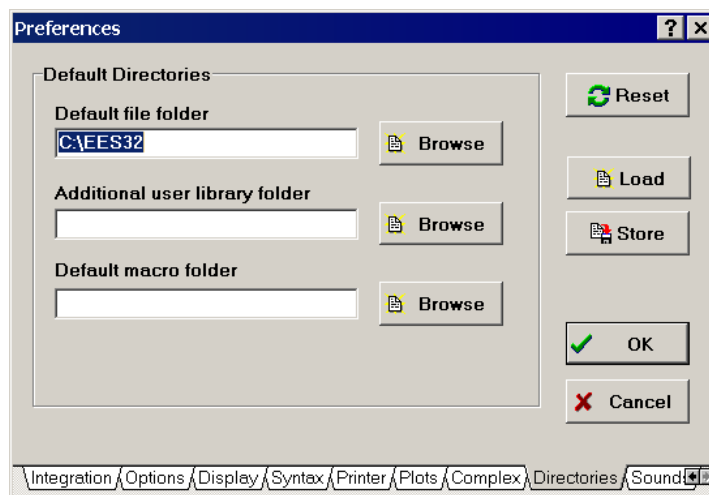 Preferences
Default Directories
Default file folder
C:\EES32
Browse
Additional user library folder
Browse
Default macro folder
Browse
Reset
Load
Store
OK
Cancel
Integration Options Display Syntax Printer Plots Complex Directories Sound